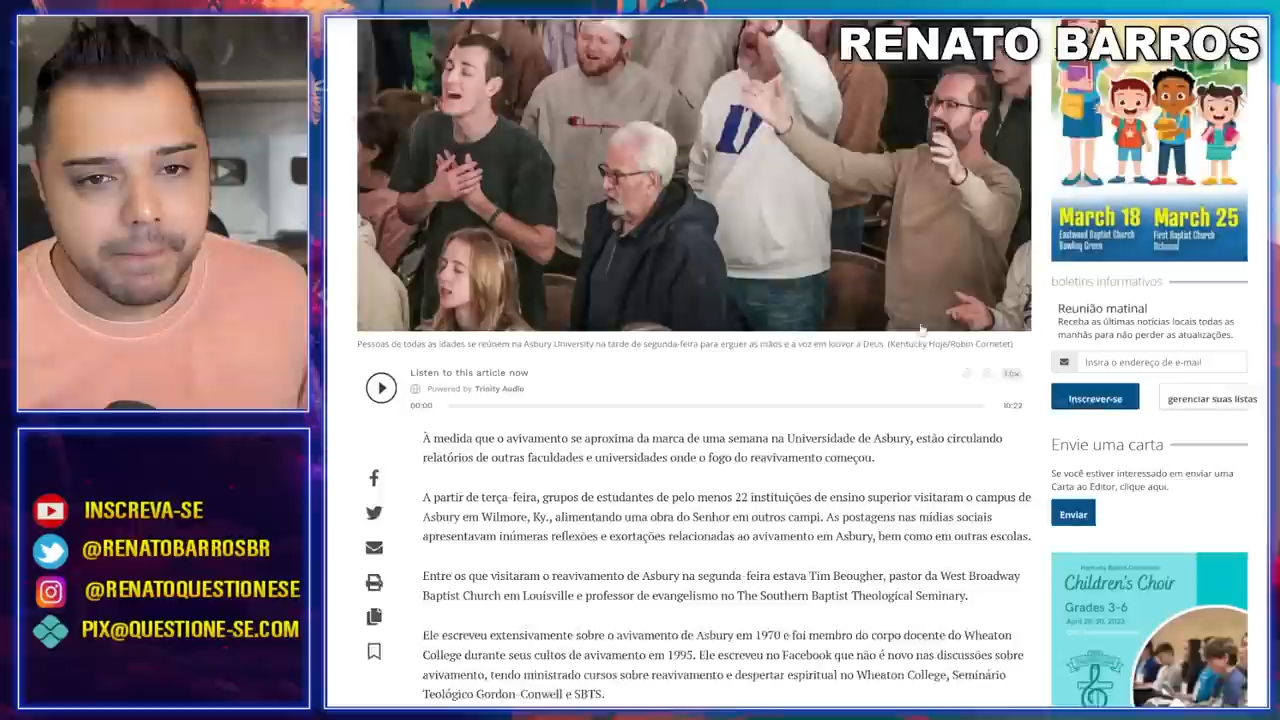 RENATO BARROS
Pessoas de todas as idades se reúnem na Asbury University na tarde de segunda-feira para erguer as mãos e a voz em louvor a Deus. (Kentucky Hoje/Robin Cornetet)
Listen to this article now
Powered by Trinity Audio
1.0x
00:00
10:22
À medida que o avivamento se aproxima da marca de uma semana na Universidade de Asbury, estão circulando
relatórios de outras faculdades e universidades onde o fogo do reavivamento começou.
A partir de terça-feira, grupos de estudantes de pelo menos 22 instituições de ensino superior visitaram o campus de
Asbury em Wilmore, Ky., alimentando uma obra do Senhor em outros campi. As postagens nas mídias sociais
apresentavam inúmeras reflexões e exortações relacionadas ao avivamento em Asbury, bem como em outras escolas.
Entre os que visitaram o reavivamento de Asbury na segunda-feira estava Tim Beougher, pastor da West Broadway
Baptist Church em Louisville e professor de evangelismo no The Southern Baptist Theological Seminary.
Ele escreveu extensivamente sobre o avivamento de Asbury em 1970 e foi membro do corpo docente do Wheaton
College durante seus cultos de avivamento em 1995. Ele escreveu no Facebook que não é novo nas discussões sobre
avivamento, tendo ministrado cursos sobre reavivamento e despertar espiritual no Wheaton College, Seminário
Teológico Gordon-Conwell e SBTS.
March 18 March 25
Eastwood Baptist Church
Bowling Green
First Baptist Church
Richmond
boletins informativos
Reunião matinal
Receba as últimas notícias locais todas as
manhãs para não perder as atualizações.
Insira o endereço de e-mail
Inscrever-se
gerenciar suas listas
Envie uma carta
Se você estiver interessado em enviar uma
Carta ao Editor, clique aqui.
Enviar
Kentucky Baptist Convention
Children's Choir
Grades 3-6
INSCREVA-SE
@RENATOBARROSBR
@RENATOQUESTIONESE
PIX@QUESTIONE-SE.COM